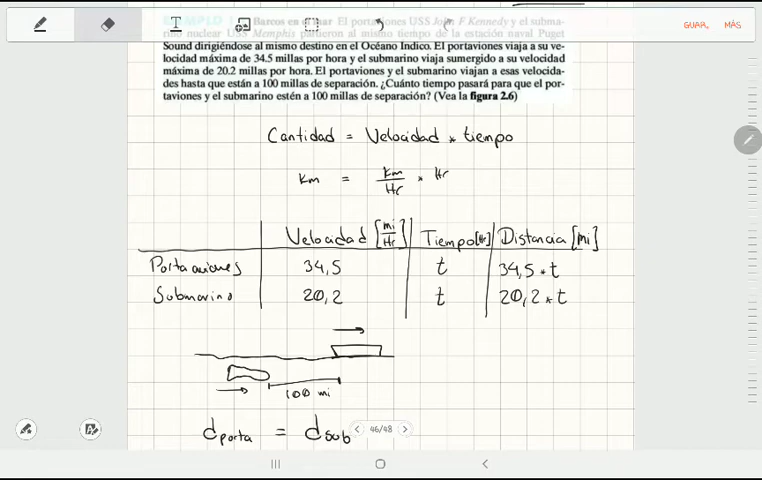 GUAR. MÁS
EJEMPLO 1 Barcos en el mar El portaviones USS John F Kennedy y el subma-
rino nuclear USS Memphis partieron al mismo tiempo de la estación naval Puget
Sound dirigiéndose al mismo destino en el Océano Índico. El portaviones viaja a su ve-
locidad máxima de 34.5 millas por hora y el submarino viaja sumergido a su velocidad
máxima de 20.2 millas por hora. El portaviones y el submarino viajan a esas velocida-
des hasta que están a 100 millas de separación. ¿Cuánto tiempo pasará para que el por-
taviones y el submarino estén a 100 millas de separación? (Vea la figura 2.6)
Cantidad = Velocidad * tiempo
Km = Km/Hr * Hr
Velocidad [mi/Hr] Tiempo[Hr] Distancia [mi]
Portaviones 34,5 t 34,5 * t
Submarino 20,2 t 20,2 * t
100 mi
dporta = dsub
46/48